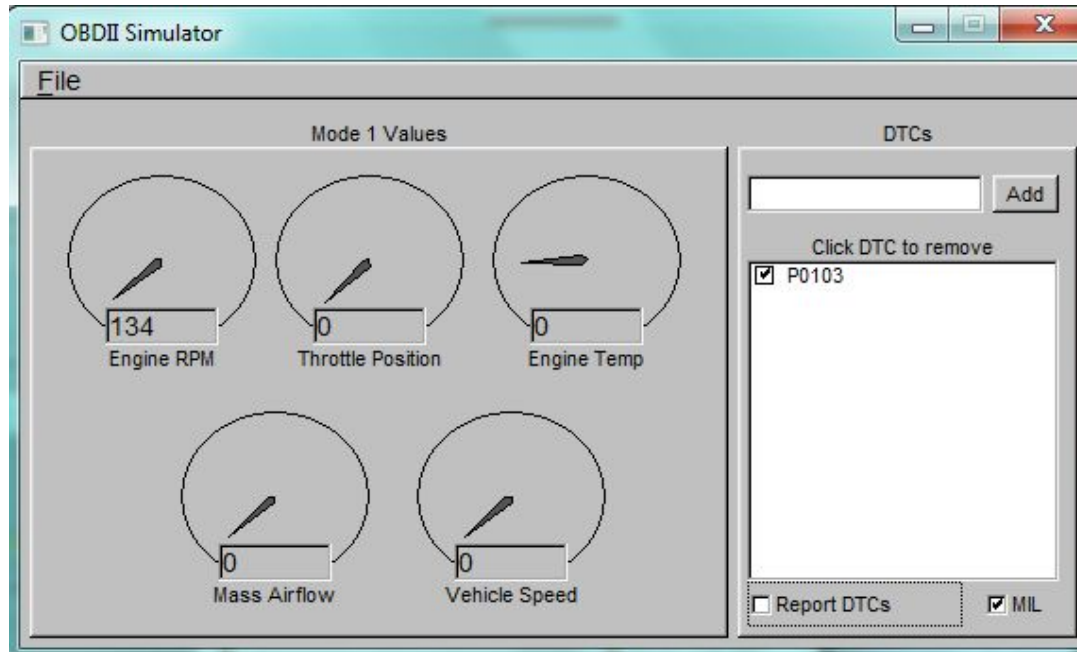 OBDII Simulator
File
Mode 1 Values
134
Engine RPM
0
Throttle Position
0
Engine Temp
0
Mass Airflow
0
Vehicle Speed
DTCs
Add
Click DTC to remove
P0103
Report DTCs
MIL